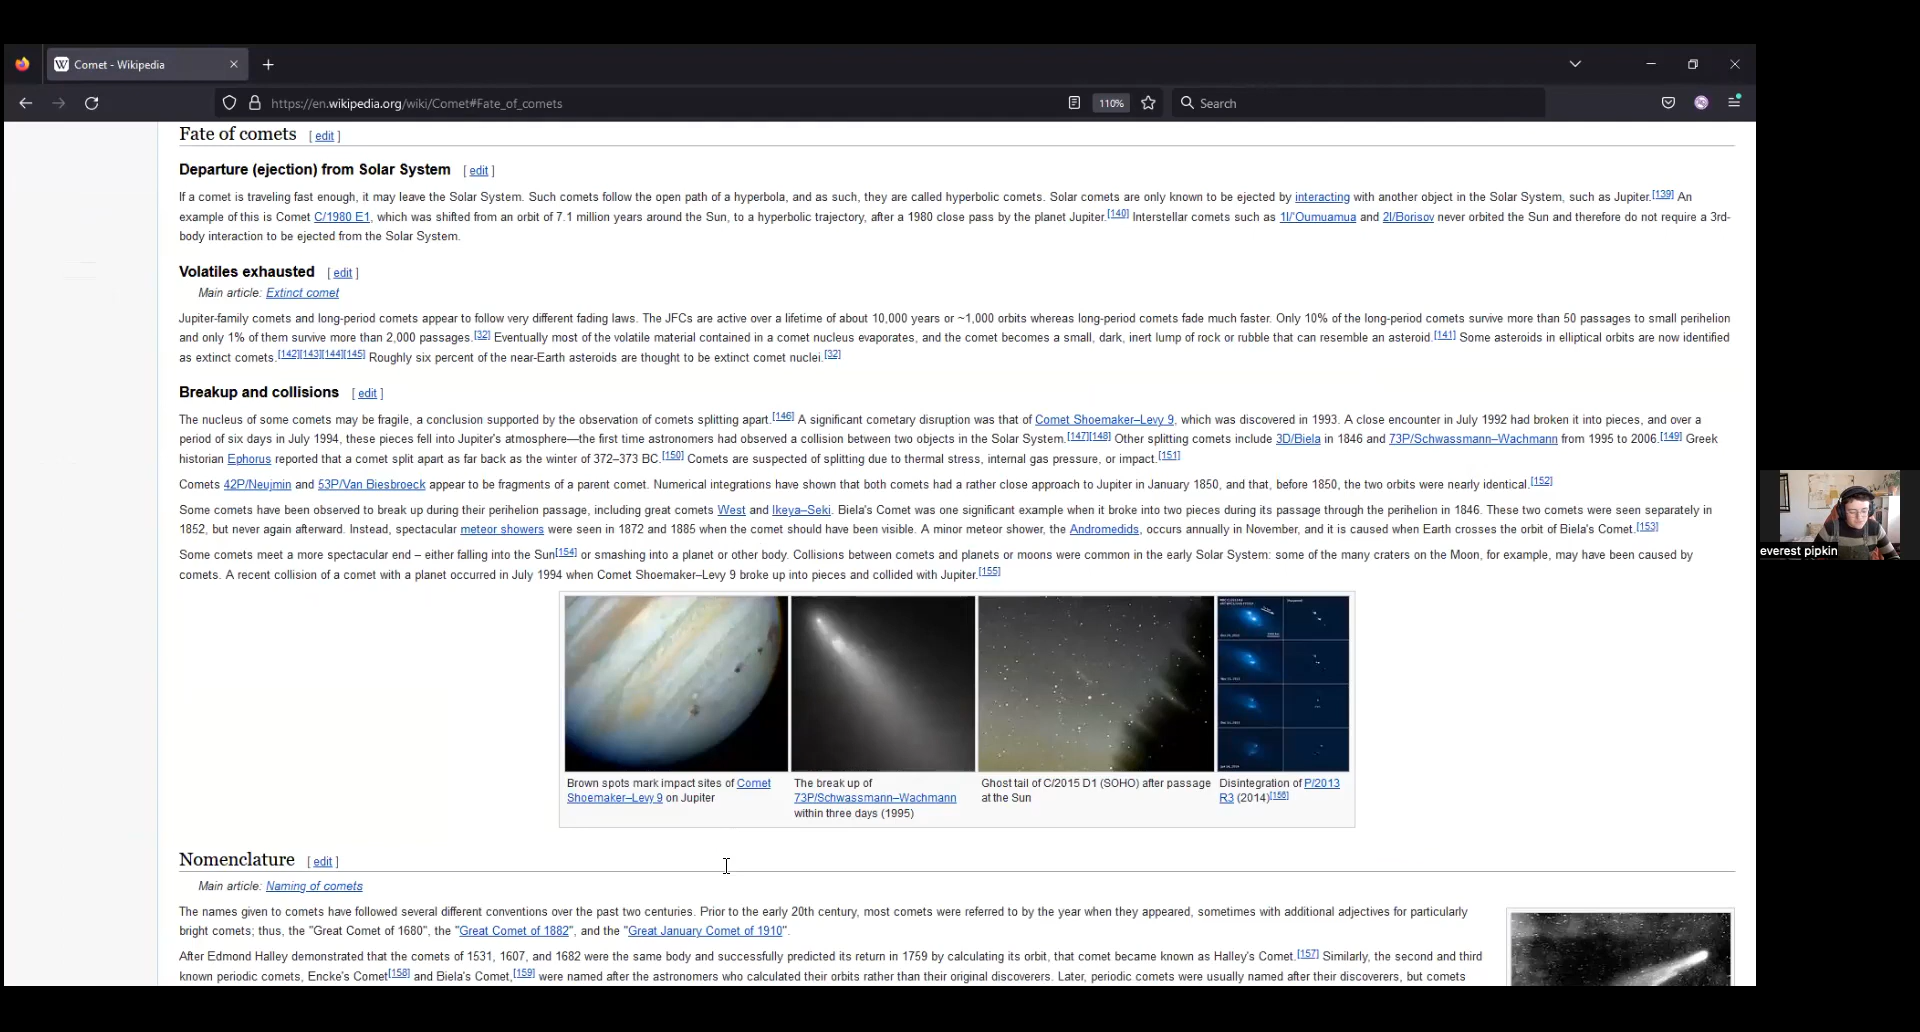 Comet - Wikipedia
https://en.wikipedia.org/wiki/Comet#Fate_of_comets
110%
Search
Fate of comets [ edit ]
Departure (ejection) from Solar System [ edit ]
If a comet is traveling fast enough, it may leave the Solar System. Such comets follow the open path of a hyperbola, and as such, they are called hyperbolic comets. Solar comets are only known to be ejected by interacting with another object in the Solar System, such as Jupiter.[139] An
example of this is Comet C/1980 E1, which was shifted from an orbit of 7.1 million years around the Sun, to a hyperbolic trajectory, after a 1980 close pass by the planet Jupiter.[140] Interstellar comets such as 1I/ʻOumuamua and 2I/Borisov never orbited the Sun and therefore do not require a 3rd-
body interaction to be ejected from the Solar System.
Volatiles exhausted [ edit ]
Main article: Extinct comet
Jupiter-family comets and long-period comets appear to follow very different fading laws. The JFCs are active over a lifetime of about 10,000 years or ~1,000 orbits whereas long-period comets fade much faster. Only 10% of the long-period comets survive more than 50 passages to small perihelion
and only 1% of them survive more than 2,000 passages.[32] Eventually most of the volatile material contained in a comet nucleus evaporates, and the comet becomes a small, dark, inert lump of rock or rubble that can resemble an asteroid.[141] Some asteroids in elliptical orbits are now identified
as extinct comets.[142][143][144][145] Roughly six percent of the near-Earth asteroids are thought to be extinct comet nuclei.[32]
Breakup and collisions [ edit ]
The nucleus of some comets may be fragile, a conclusion supported by the observation of comets splitting apart.[146] A significant cometary disruption was that of Comet Shoemaker–Levy 9, which was discovered in 1993. A close encounter in July 1992 had broken it into pieces, and over a
period of six days in July 1994, these pieces fell into Jupiter's atmosphere—the first time astronomers had observed a collision between two objects in the Solar System.[147][148] Other splitting comets include 3D/Biela in 1846 and 73P/Schwassmann–Wachmann from 1995 to 2006.[149] Greek
historian Ephorus reported that a comet split apart as far back as the winter of 372–373 BC.[150] Comets are suspected of splitting due to thermal stress, internal gas pressure, or impact.[151]
Comets 42P/Neujmin and 53P/Van Biesbroeck appear to be fragments of a parent comet. Numerical integrations have shown that both comets had a rather close approach to Jupiter in January 1850, and that, before 1850, the two orbits were nearly identical.[152]
Some comets have been observed to break up during their perihelion passage, including great comets West and Ikeya–Seki. Biela's Comet was one significant example when it broke into two pieces during its passage through the perihelion in 1846. These two comets were seen separately in
1852, but never again afterward. Instead, spectacular meteor showers were seen in 1872 and 1885 when the comet should have been visible. A minor meteor shower, the Andromedids, occurs annually in November, and it is caused when Earth crosses the orbit of Biela's Comet.[153]
Some comets meet a more spectacular end – either falling into the Sun[154] or smashing into a planet or other body. Collisions between comets and planets or moons were common in the early Solar System: some of the many craters on the Moon, for example, may have been caused by
comets. A recent collision of a comet with a planet occurred in July 1994 when Comet Shoemaker–Levy 9 broke up into pieces and collided with Jupiter.[155]
everest pipkin
Brown spots mark impact sites of Comet
Shoemaker–Levy 9 on Jupiter
The break up of
73P/Schwassmann–Wachmann
within three days (1995)
Ghost tail of C/2015 D1 (SOHO) after passage
at the Sun
Disintegration of P/2013
R3 (2014)[156]
Nomenclature [ edit ]
Main article: Naming of comets
The names given to comets have followed several different conventions over the past two centuries. Prior to the early 20th century, most comets were referred to by the year when they appeared, sometimes with additional adjectives for particularly
bright comets; thus, the "Great Comet of 1680", the "Great Comet of 1882", and the "Great January Comet of 1910".
After Edmond Halley demonstrated that the comets of 1531, 1607, and 1682 were the same body and successfully predicted its return in 1759 by calculating its orbit, that comet became known as Halley's Comet.[157] Similarly, the second and third
known periodic comets, Encke's Comet[158] and Biela's Comet,[159] were named after the astronomers who calculated their orbits rather than their original discoverers. Later, periodic comets were usually named after their discoverers, but comets